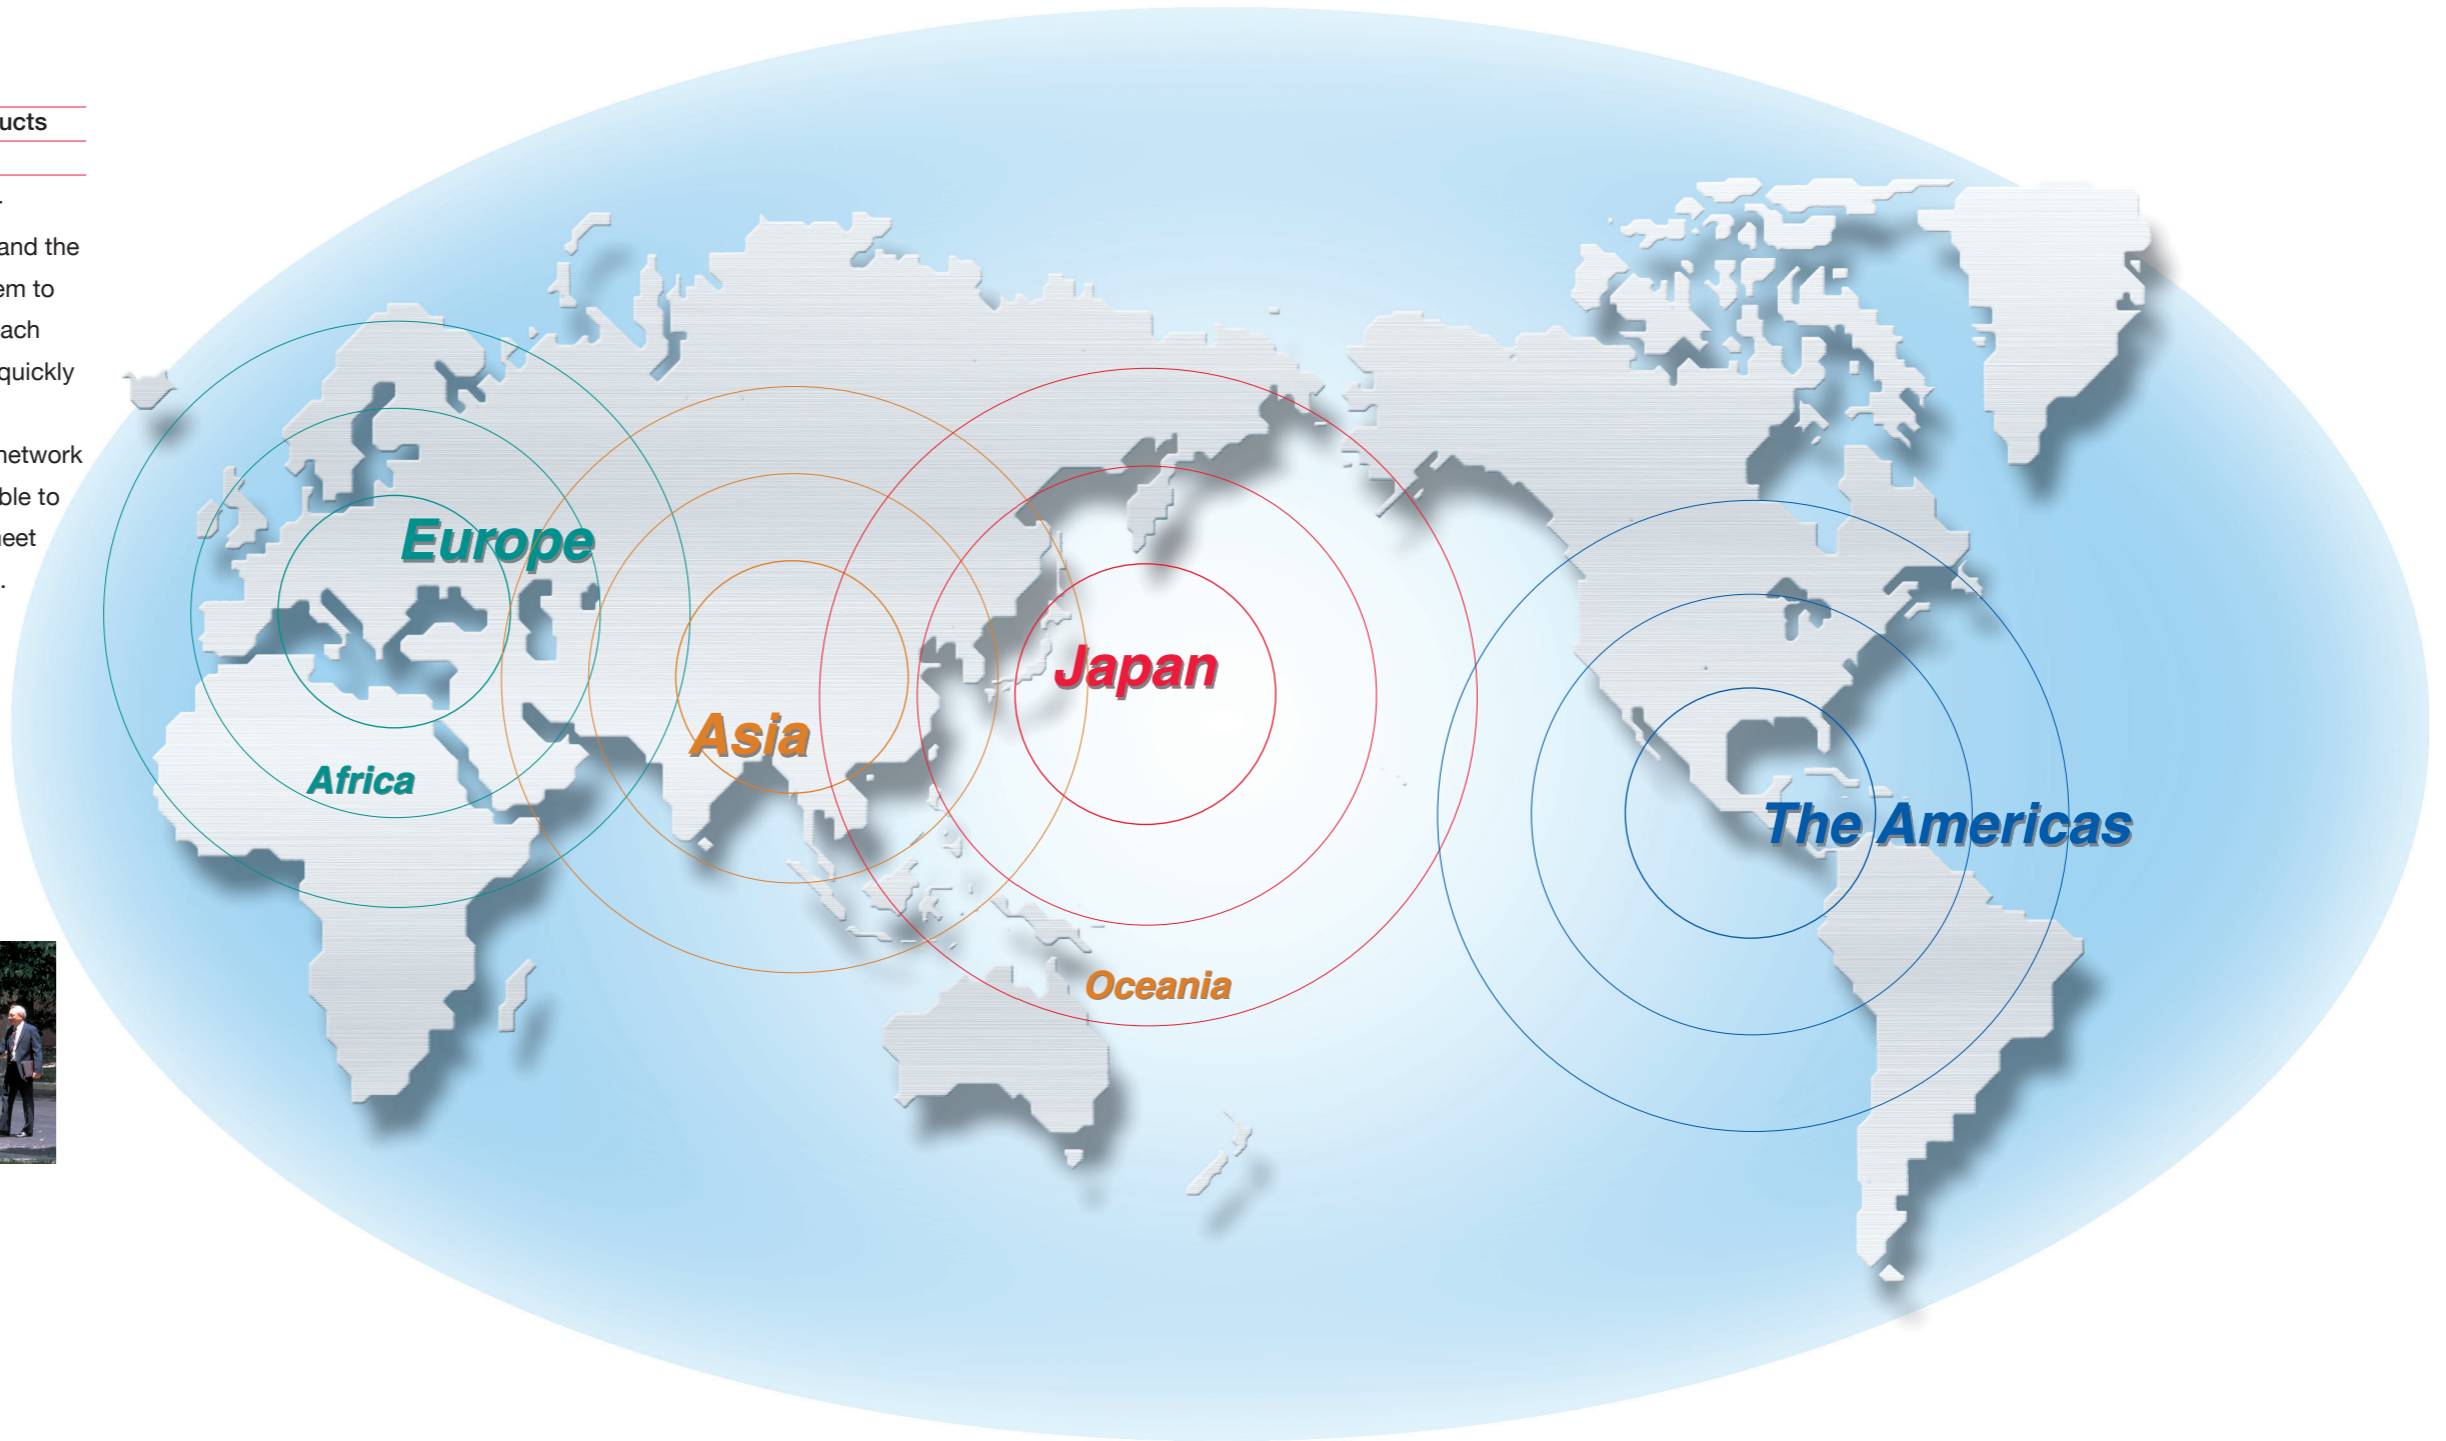 ucts
and the
em to
ach
quickly
network
ble to
eet
.
Europe
Japan
Asia
Africa
The Americas
Oceania